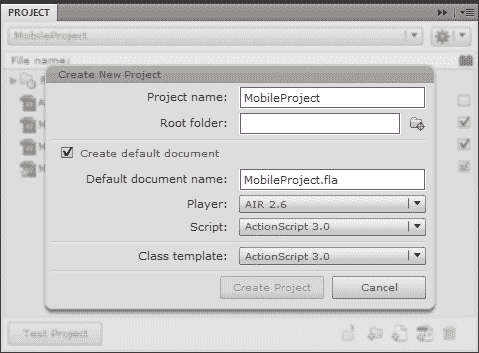 PROJECT
MobileProject
File name:
Create New Project
Project name: MobileProject
Root folder:
Create default document
Default document name: MobileProject.fla
Player: AIR 2.6
Script: ActionScript 3.0
Class template: ActionScript 3.0
Create Project Cancel
Test Project